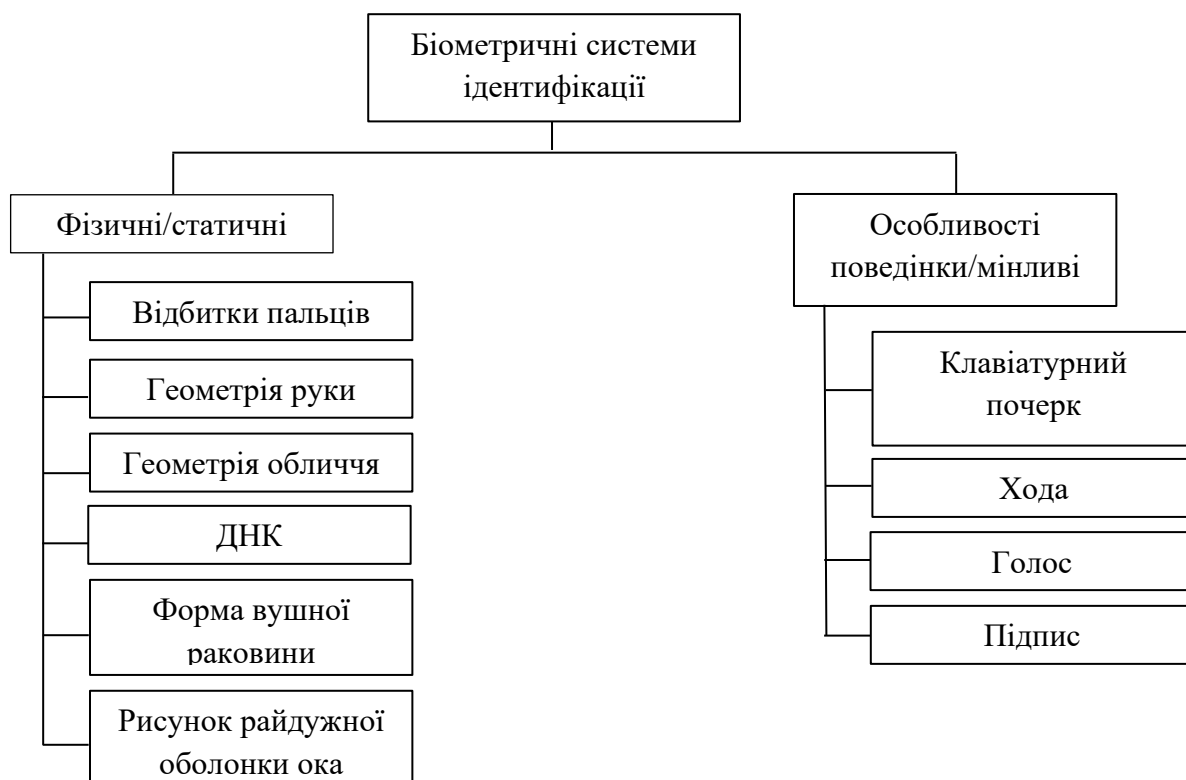 Біометричні системи
ідентифікації
Фізичні/статичні
Відбитки пальців
Геометрія руки
Геометрія обличчя
ДНК
Форма вушної
раковини
Рисунок райдужної
оболонки ока
Особливості
поведінки/мінливі
Клавіатурний
почерк
Хода
Голос
Підпис